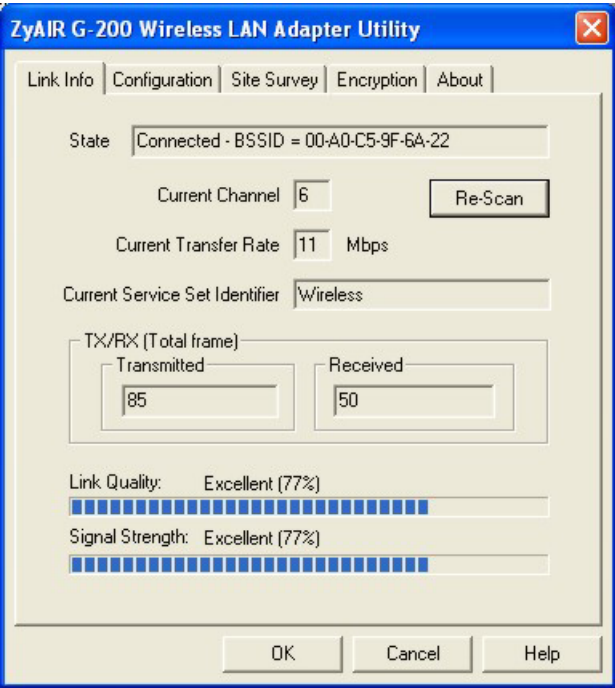 ZyAIR G-200 Wireless LAN Adapter Utility
Link Info Configuration Site Survey Encryption About
State Connected - BSSID = 00-A0-C5-9F-6A-22
Current Channel 6 Re-Scan
Current Transfer Rate 11 Mbps
Current Service Set Identifier Wireless
TX/RX (Total frame)
Transmitted Received
85 50
Link Quality: Excellent (77%)
Signal Strength: Excellent (77%)
OK Cancel Help